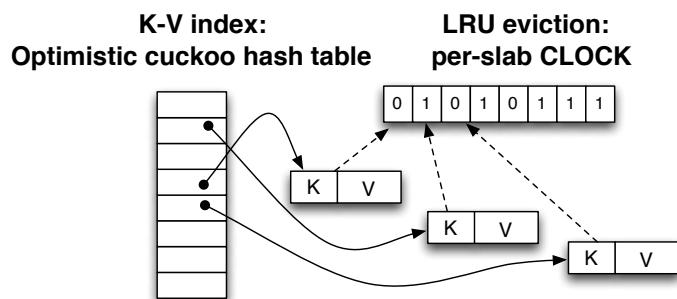 K-V index:
Optimistic cuckoo hash table
LRU eviction:
per-slab CLOCK
0 1 0 1 0 1 1 1
K V
K V
K V